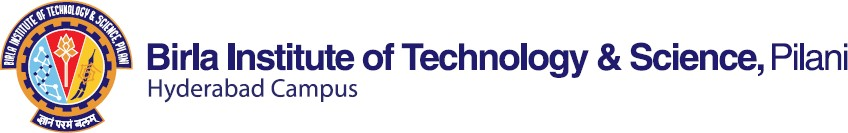 BIRLA INSTITUTE OF TECHNOLOGY & SCIENCE, PILANI
ज्ञानं परमं बलम्
Birla Institute of Technology & Science, Pilani
Hyderabad Campus